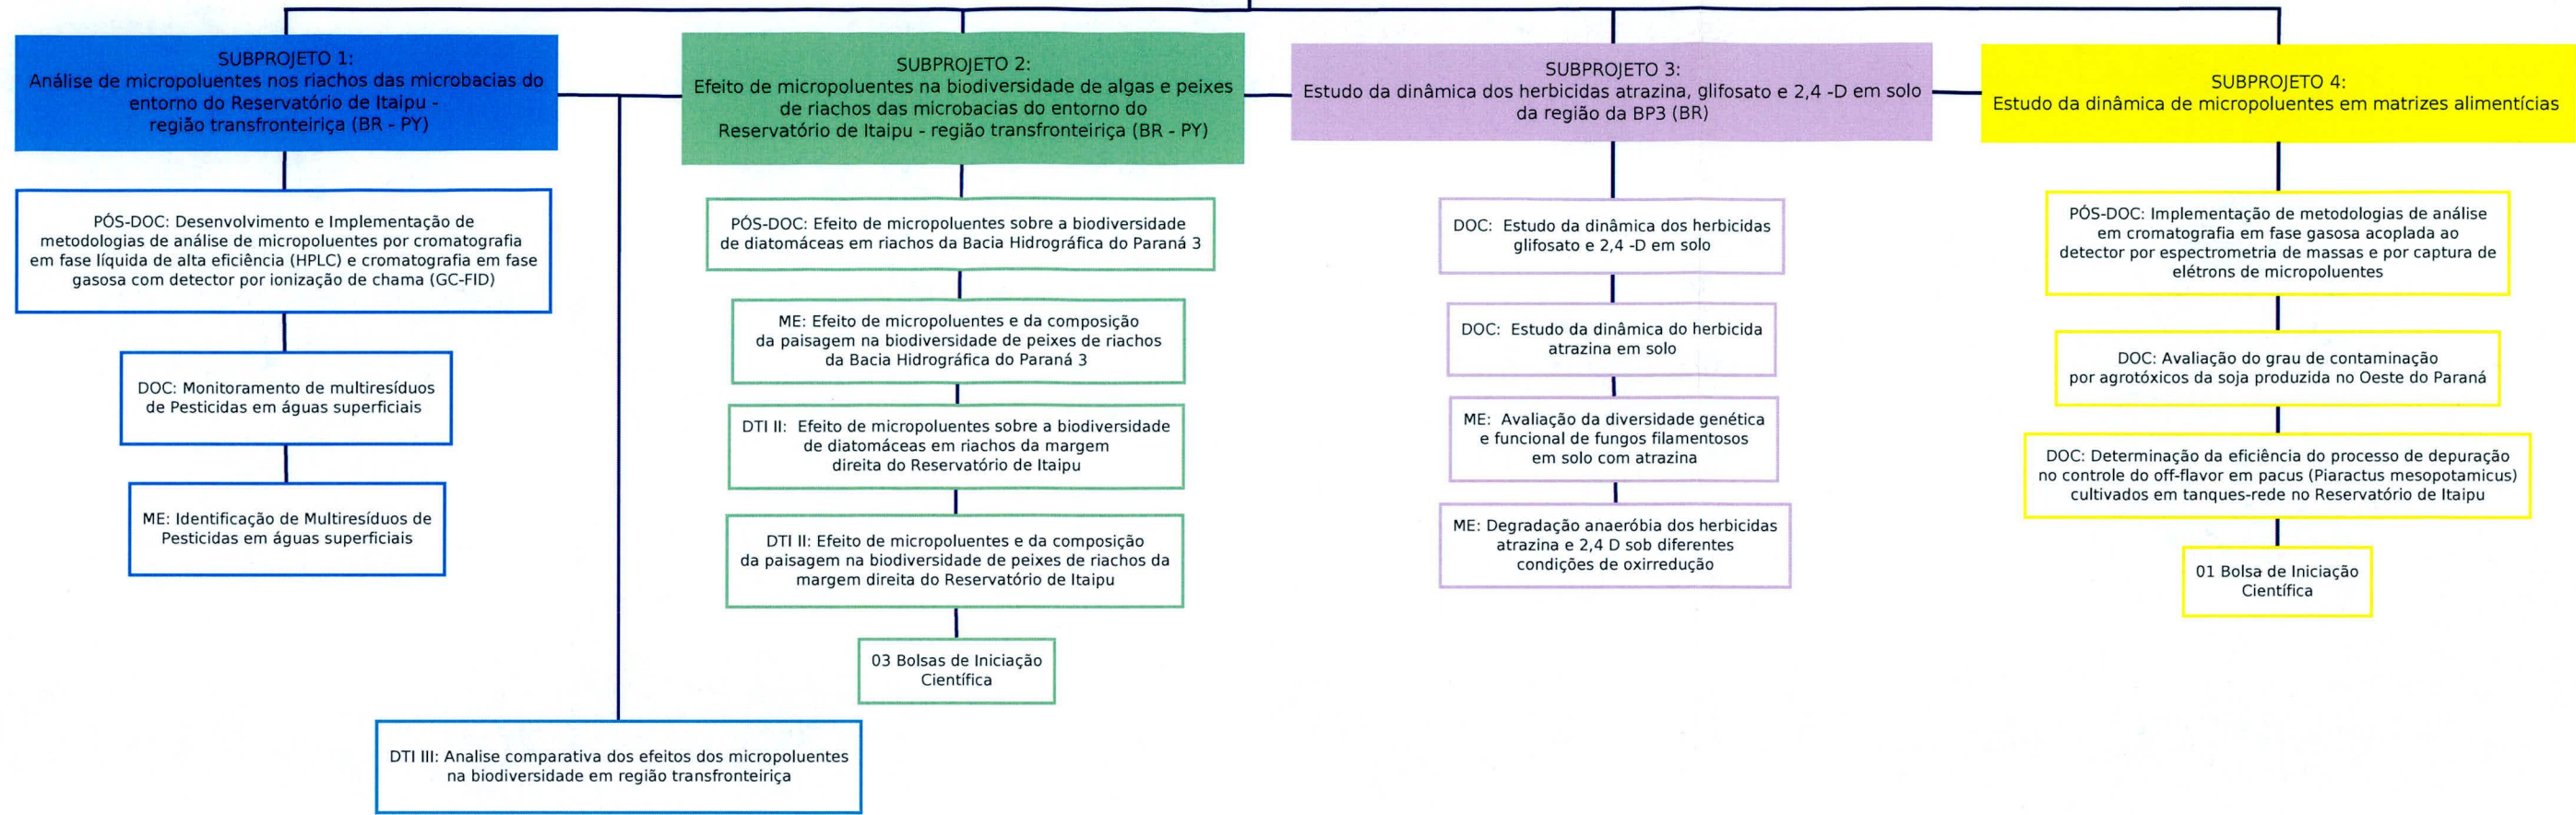 SUBPROJETO 1:
Análise de micropoluentes nos riachos das microbacias do
entorno do Reservatório de Itaipu -
região transfronteiriça (BR - PY)
PÓS-DOC: Desenvolvimento e Implementação de
metodologias de análise de micropoluentes por cromatografia
em fase líquida de alta eficiência (HPLC) e cromatografia em fase
gasosa com detector por ionização de chama (GC-FID)
DOC: Monitoramento de multiresíduos
de Pesticidas em águas superficiais
ME: Identificação de Multiresíduos de
Pesticidas em águas superficiais
SUBPROJETO 2:
Efeito de micropoluentes na biodiversidade de algas e peixes
de riachos das microbacias do entorno do
Reservatório de Itaipu - região transfronteiriça (BR - PY)
PÓS-DOC: Efeito de micropoluentes sobre a biodiversidade
de diatomáceas em riachos da Bacia Hidrográfica do Paraná 3
ME: Efeito de micropoluentes e da composição
da paisagem na biodiversidade de peixes de riachos
da Bacia Hidrográfica do Paraná 3
DTI II:  Efeito de micropoluentes sobre a biodiversidade
de diatomáceas em riachos da margem
direita do Reservatório de Itaipu
DTI II: Efeito de micropoluentes e da composição
da paisagem na biodiversidade de peixes de riachos da
margem direita do Reservatório de Itaipu
03 Bolsas de Iniciação
Científica
DTI III: Analise comparativa dos efeitos dos micropoluentes
na biodiversidade em região transfronteiriça
SUBPROJETO 3:
Estudo da dinâmica dos herbicidas atrazina, glifosato e 2,4 -D em solo
da região da BP3 (BR)
DOC:  Estudo da dinâmica dos herbicidas
glifosato e 2,4 -D em solo
DOC:  Estudo da dinâmica do herbicida
atrazina em solo
ME:  Avaliação da diversidade genética
e funcional de fungos filamentosos
em solo com atrazina
ME: Degradação anaeróbia dos herbicidas
atrazina e 2,4 D sob diferentes
condições de oxirredução
SUBPROJETO 4:
Estudo da dinâmica de micropoluentes em matrizes alimentícias
PÓS-DOC: Implementação de metodologias de análise
em cromatografia em fase gasosa acoplada ao
detector por espectrometria de massas e por captura de
elétrons de micropoluentes
DOC: Avaliação do grau de contaminação
por agrotóxicos da soja produzida no Oeste do Paraná
DOC: Determinação da eficiência do processo de depuração
no controle do off-flavor em pacus (Piaractus mesopotamicus)
cultivados em tanques-rede no Reservatório de Itaipu
01 Bolsa de Iniciação
Científica